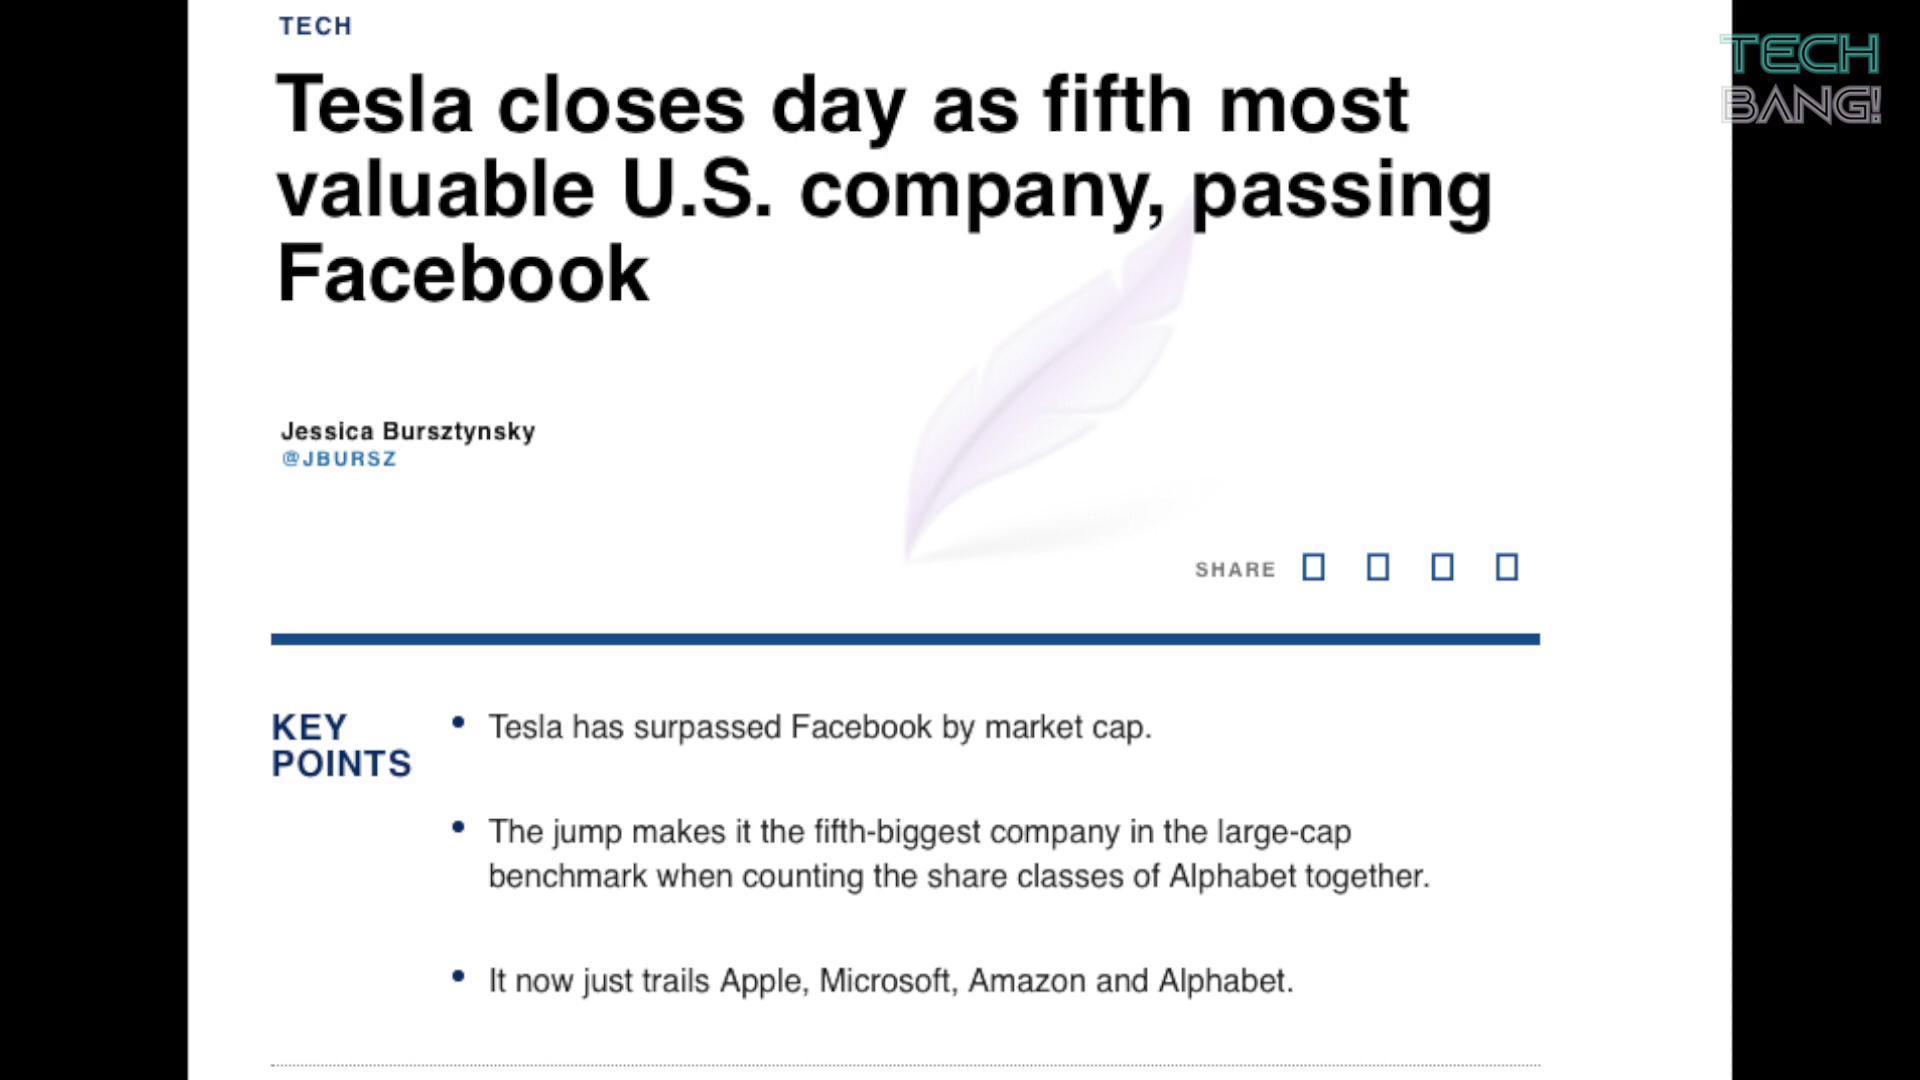 TECH
TECH
BANG!
Tesla closes day as fifth most
valuable U.S. company, passing
Facebook
Jessica Bursztynsky
@JBURSZ
SHARE
KEY
POINTS
• Tesla has surpassed Facebook by market cap.
• The jump makes it the fifth-biggest company in the large-cap
benchmark when counting the share classes of Alphabet together.
• It now just trails Apple, Microsoft, Amazon and Alphabet.